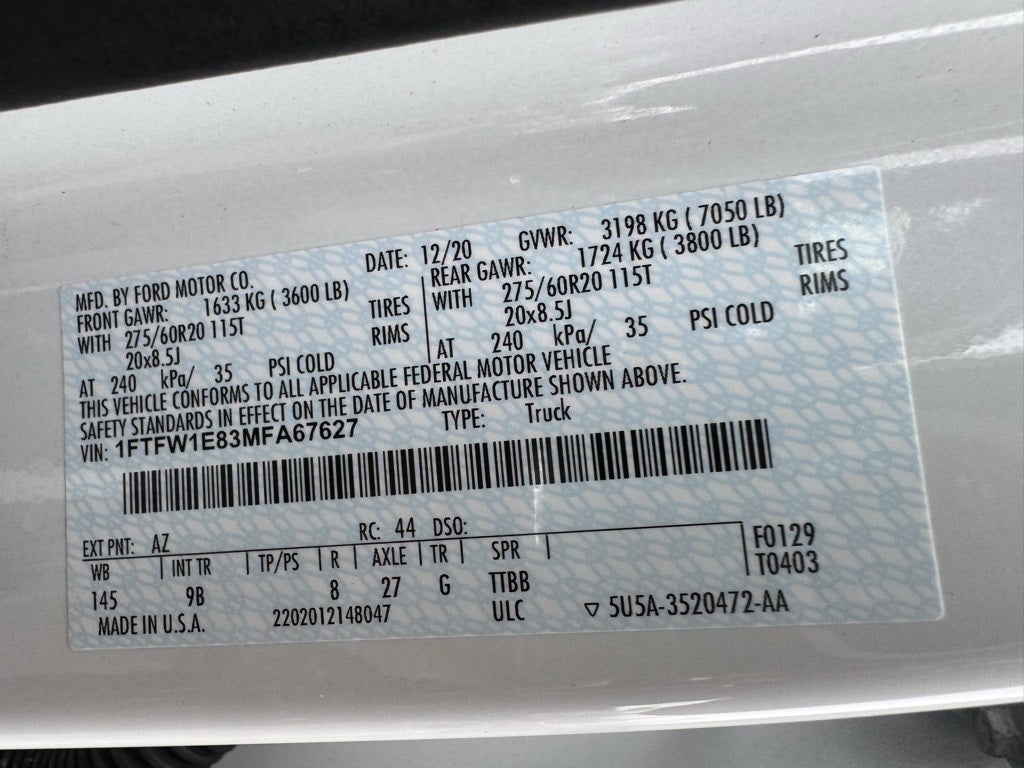 MFD. BY FORD MOTOR CO. DATE: 12/20 GVWR: 3198 KG ( 7050 LB)
FRONT GAWR: 1633 KG ( 3600 LB) REAR GAWR: 1724 KG ( 3800 LB)
WITH 275/60R20 115T TIRES WITH 275/60R20 115T TIRES
20x8.5J RIMS 20x8.5J RIMS
AT 240 kPa/ 35 PSI COLD AT 240 kPa/ 35 PSI COLD
THIS VEHICLE CONFORMS TO ALL APPLICABLE FEDERAL MOTOR VEHICLE
SAFETY STANDARDS IN EFFECT ON THE DATE OF MANUFACTURE SHOWN ABOVE.
VIN: 1FTFW1E83MFA67627 TYPE: Truck
EXT PNT: AZ RC: 44 DSO: F0129
WB INT TR TP/PS R AXLE TR SPR T0403
145 9B 8 27 G TTBB
MADE IN U.S.A. 2202012148047 ULC ▽ 5U5A-3520472-AA